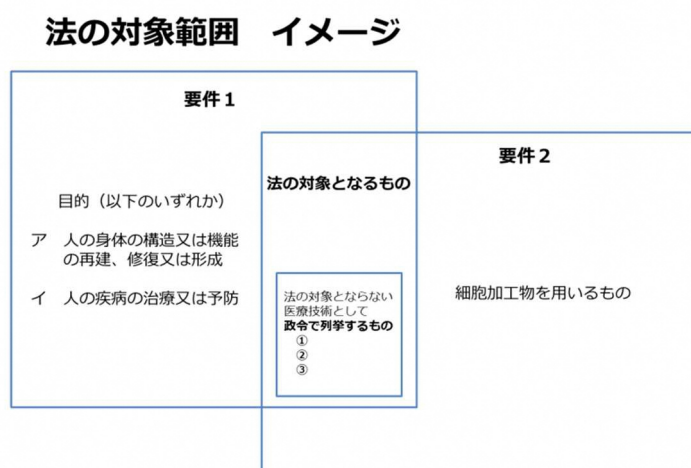 法の対象範囲　イメージ
要件１
要件２
法の対象となるもの
目的（以下のいずれか）
ア　人の身体の構造又は機能
の再建、修復又は形成
イ　人の疾病の治療又は予防
法の対象とならない
医療技術として
政令で列挙するもの
①
②
③
細胞加工物を用いるもの